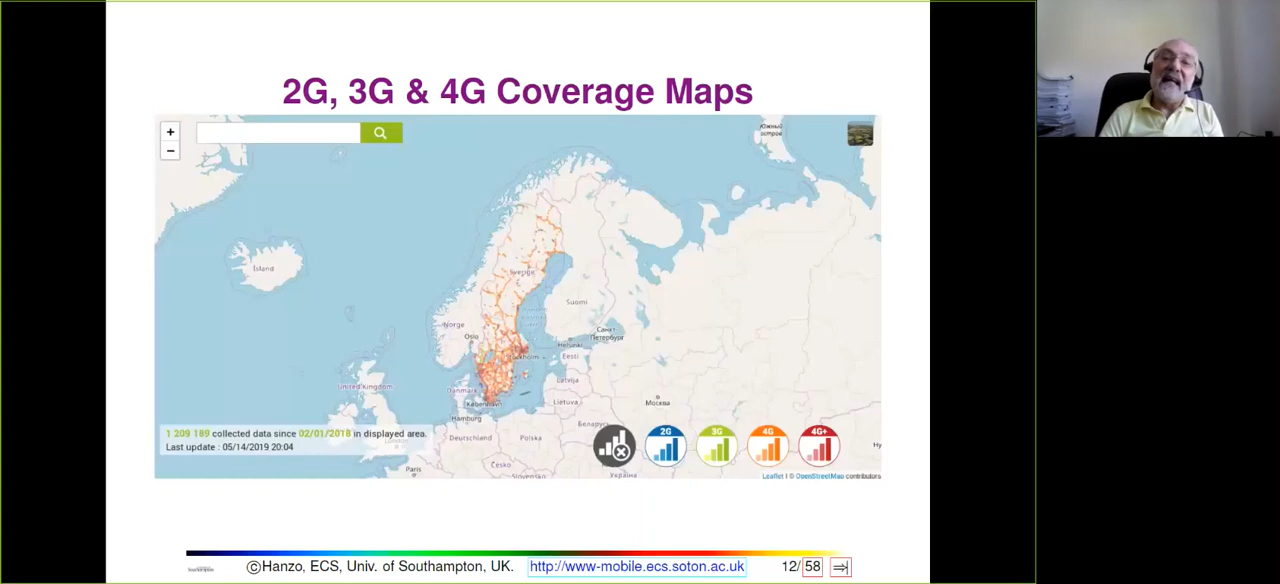 2G, 3G & 4G Coverage Maps
+
−
Южный
остров
Ísland
Sverige
Suomi
Norge
Oslo
Санкт-
Петербург
Helsinki
Stockholm
Eesti
Latvija
Danmark
København
Lietuva
Москва
United Kingdom
Hamburg
Беларусь
Deutschland
Polska
Paris
Česko
Slovensko
Україна
1 209 189 collected data since 02/01/2018 in displayed area.
Last update : 05/14/2019 20:04
2G
3G
4G
4G+
Leaflet | © OpenStreetMap contributors
©Hanzo, ECS, Univ. of Southampton, UK. http://www-mobile.ecs.soton.ac.uk 12/58